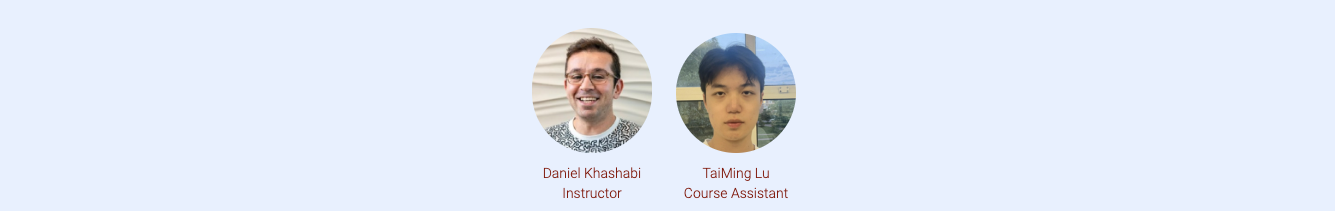 Daniel Khashabi
Instructor
TaiMing Lu
Course Assistant